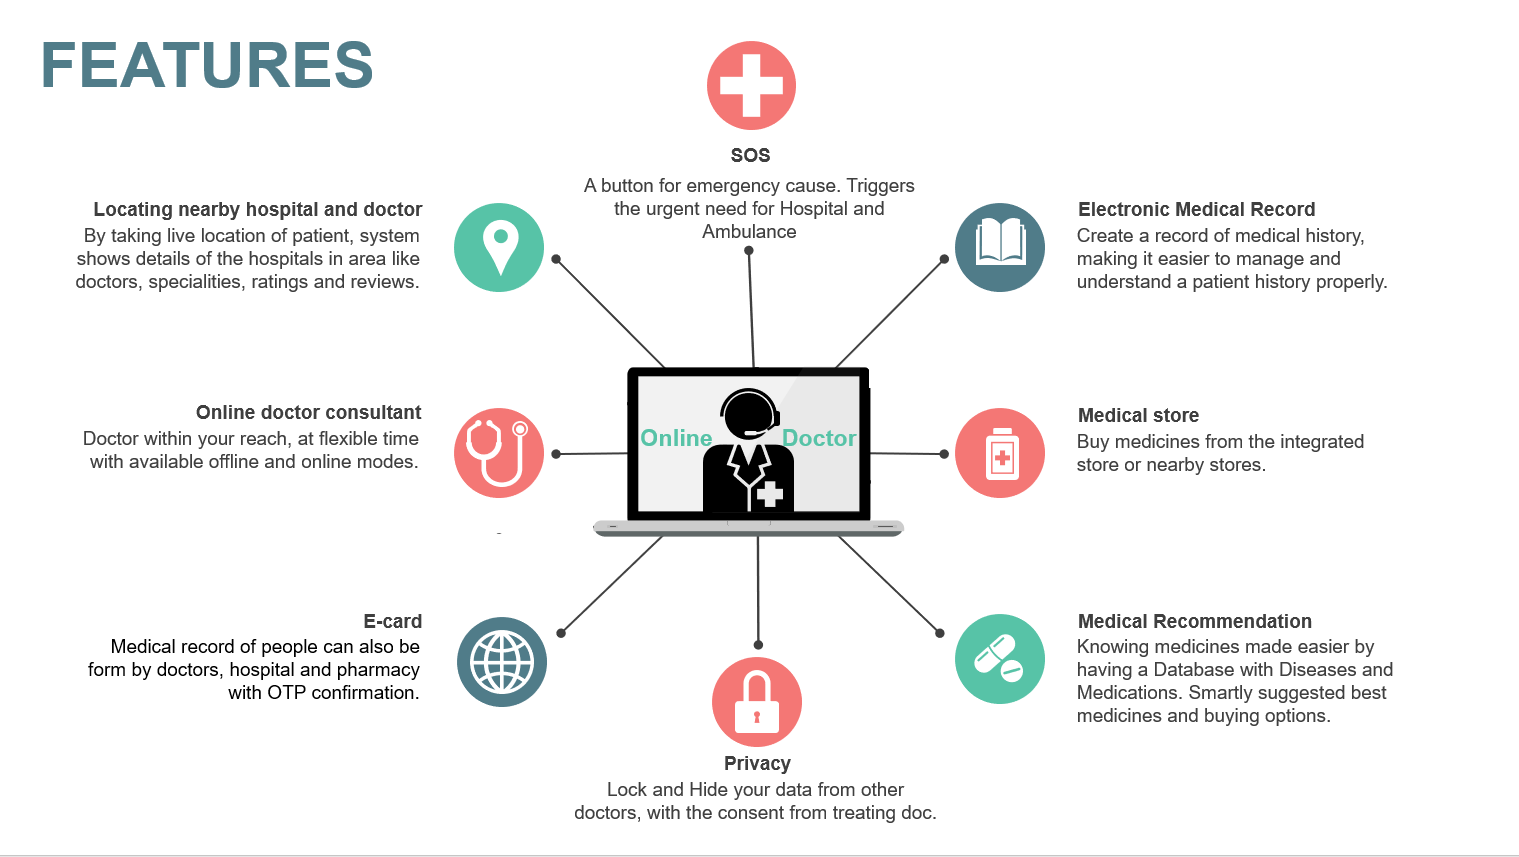 FEATURES
SOS
A button for emergency cause. Triggers
the urgent need for Hospital and
Ambulance
Locating nearby hospital and doctor
By taking live location of patient, system
shows details of the hospitals in area like
doctors, specialities, ratings and reviews.
Electronic Medical Record
Create a record of medical history,
making it easier to manage and
understand a patient history properly.
Online doctor consultant
Doctor within your reach, at flexible time
with available offline and online modes.
Online Doctor
Medical store
Buy medicines from the integrated
store or nearby stores.
-
E-card
Medical record of people can also be
form by doctors, hospital and pharmacy
with OTP confirmation.
Medical Recommendation
Knowing medicines made easier by
having a Database with Diseases and
Medications. Smartly suggested best
medicines and buying options.
Privacy
Lock and Hide your data from other
doctors, with the consent from treating doc.